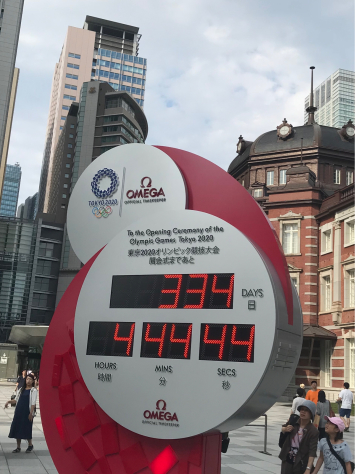 TOKYO 2020
Ω
OMEGA
OFFICIAL TIMEKEEPER
To the Opening Ceremony of the
Olympic Games Tokyo 2020
東京2020オリンピック競技大会
開会式まであと
334 DAYS
日
4 44 44
HOURS MINS SECS
時間 分 秒
Ω
OMEGA
OFFICIAL TIMEKEEPER